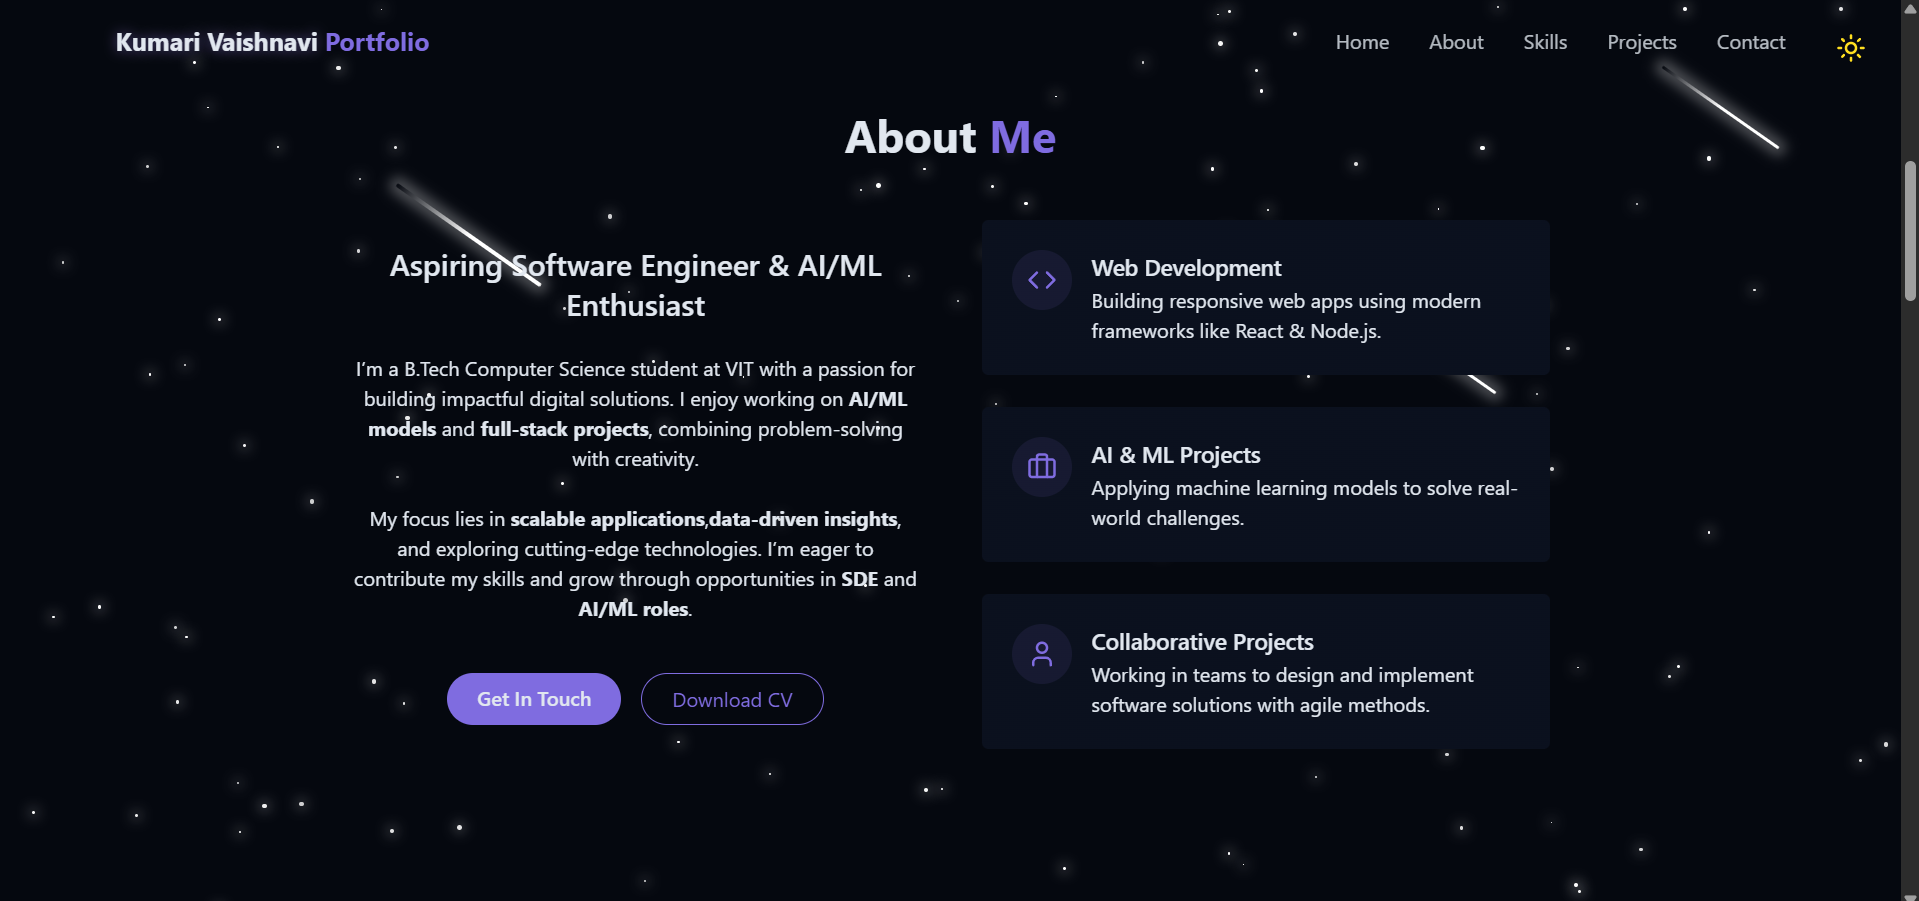 Kumari Vaishnavi Portfolio
Home About Skills Projects Contact
About Me
Aspiring Software Engineer & AI/ML
Enthusiast
I’m a B.Tech Computer Science student at VIT with a passion for
building impactful digital solutions. I enjoy working on AI/ML
models and full-stack projects, combining problem-solving
with creativity.
My focus lies in scalable applications,data-driven insights,
and exploring cutting-edge technologies. I’m eager to
contribute my skills and grow through opportunities in SDE and
AI/ML roles.
Get In Touch
Download CV
Web Development
Building responsive web apps using modern
frameworks like React & Node.js.
AI & ML Projects
Applying machine learning models to solve real-
world challenges.
Collaborative Projects
Working in teams to design and implement
software solutions with agile methods.